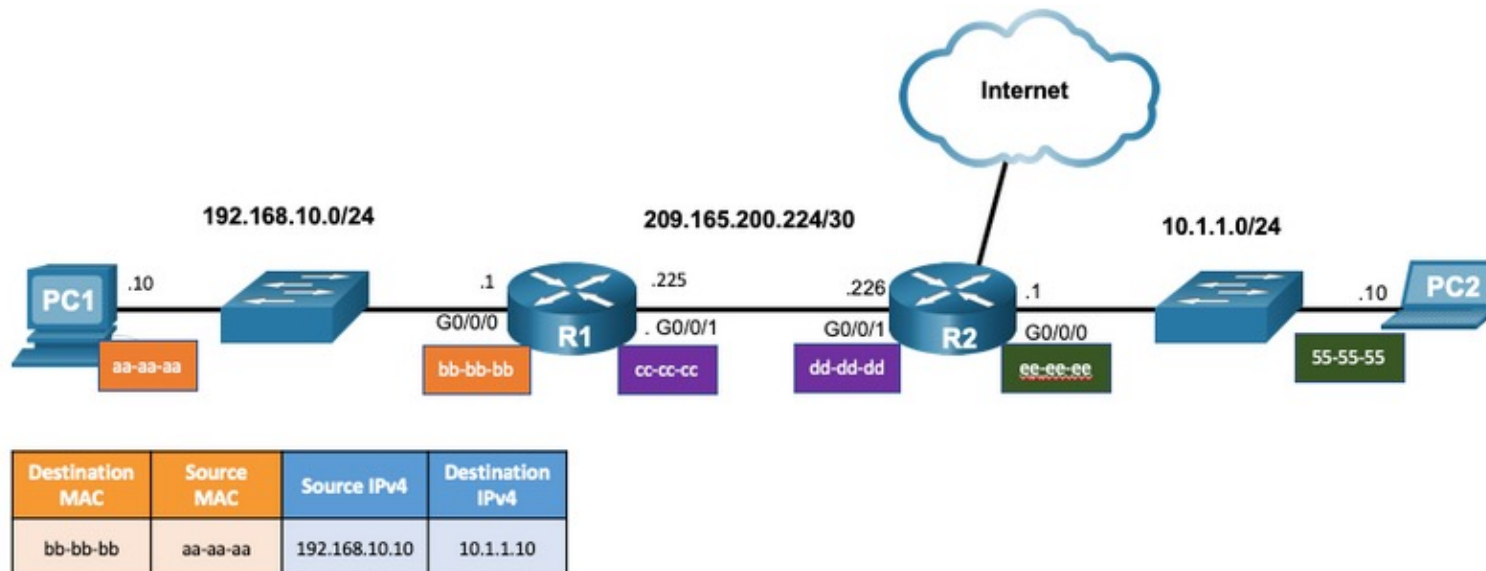 Internet
192.168.10.0/24
209.165.200.224/30
10.1.1.0/24
PC1
.10
.1
G0/0/0
R1
.225
. G0/0/1
.226
G0/0/1
R2
.1
G0/0/0
.10
PC2
aa-aa-aa
bb-bb-bb
cc-cc-cc
dd-dd-dd
ee-ee-ee
55-55-55
Destination MAC Source MAC Source IPv4 Destination IPv4
bb-bb-bb aa-aa-aa 192.168.10.10 10.1.1.10